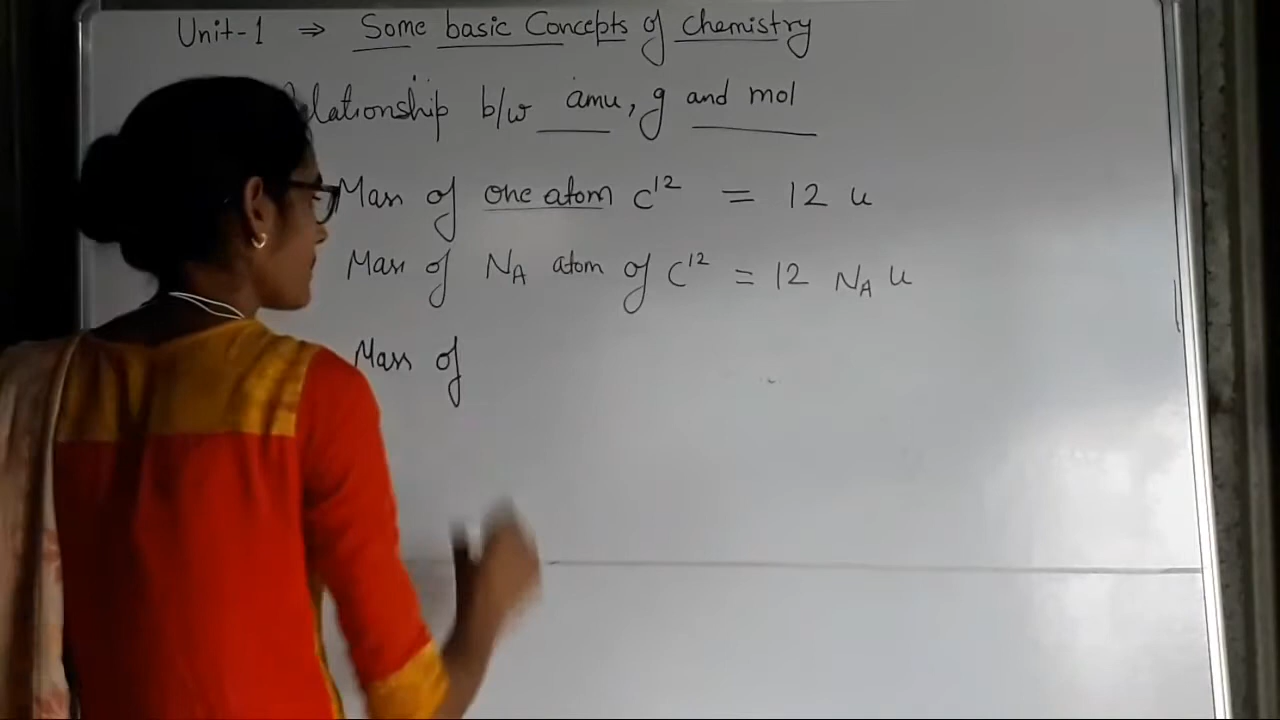 Unit-1 ⇒ Some basic Concepts of chemistry
Relationship b/w amu, g and mol
Mass of one atom C¹² = 12 u
Mass of N_A atom of C¹² = 12 N_A u
Mass of